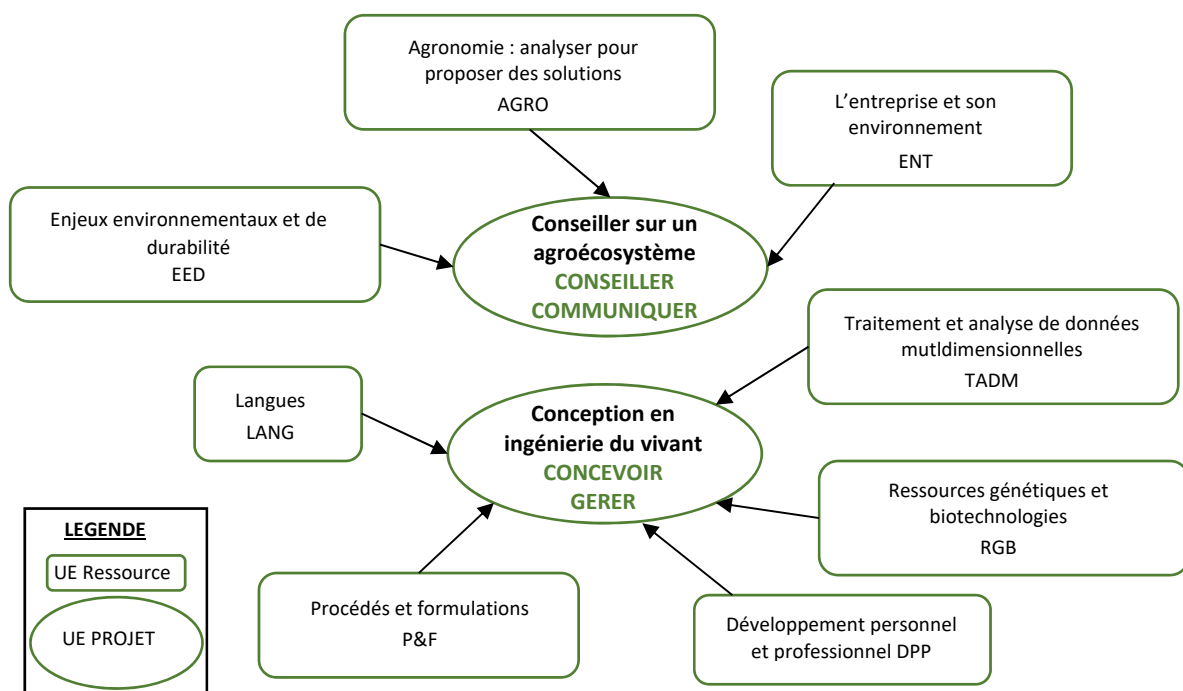 Agronomie : analyser pour
proposer des solutions
AGRO
L’entreprise et son
environnement
ENT
Enjeux environnementaux et de
durabilité
EED
Conseiller sur un
agroécosystème
CONSEILLER
COMMUNIQUER
Traitement et analyse de données
mutldimensionnelles
TADM
Langues
LANG
Conception en
ingénierie du vivant
CONCEVOIR
GERER
Ressources génétiques et
biotechnologies
RGB
LEGENDE
UE Ressource
UE PROJET
Procédés et formulations
P&F
Développement personnel
et professionnel DPP